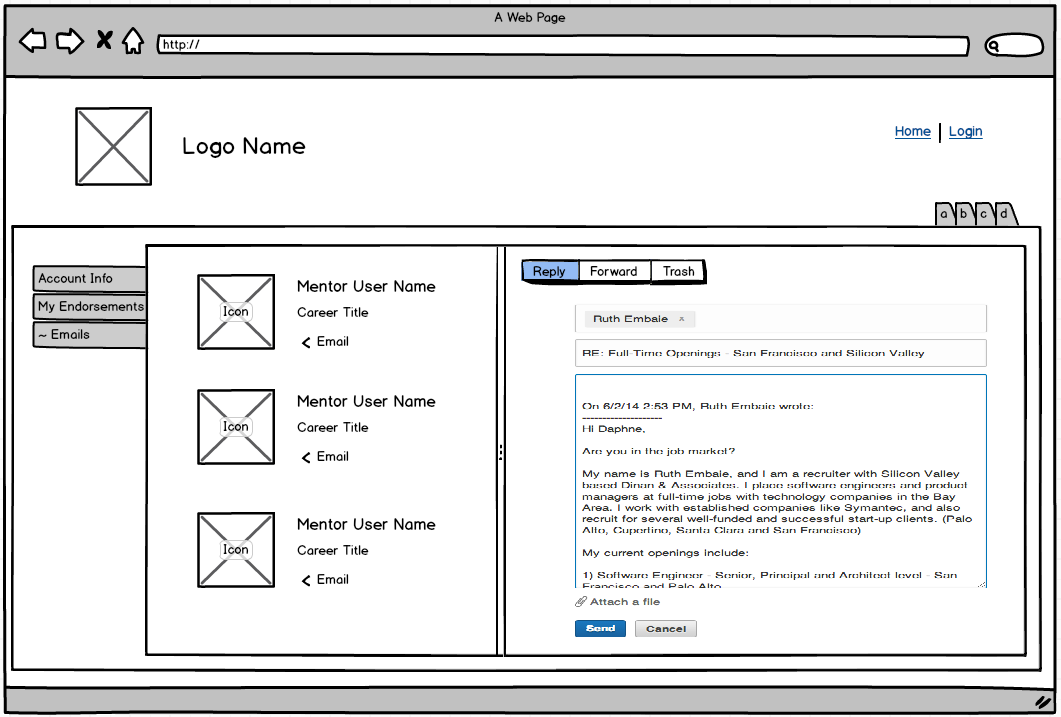 A Web Page
http://
Logo Name
Home | Login
a b c d
Account Info
My Endorsements
~ Emails
Icon
Mentor User Name
Career Title
< Email
Icon
Mentor User Name
Career Title
< Email
Icon
Mentor User Name
Career Title
< Email
Reply Forward Trash
Ruth Embaie ×
RE: Full-Time Openings - San Francisco and Silicon Valley
On 6/2/14 2:53 PM, Ruth Embaie wrote:
--------------------
Hi Daphne,
Are you in the job market?
My name is Ruth Embaie, and I am a recruiter with Silicon Valley
based Dinan & Associates. I place software engineers and product
managers at full-time jobs with technology companies in the Bay
Area. I work with established companies like Symantec, and also
recruit for several well-funded and successful start-up clients. (Palo
Alto, Cupertino, Santa Clara and San Francisco)
My current openings include:
1) Software Engineer - Senior, Principal and Architect level - San
Francisco and Palo Alto
Attach a file
Send Cancel